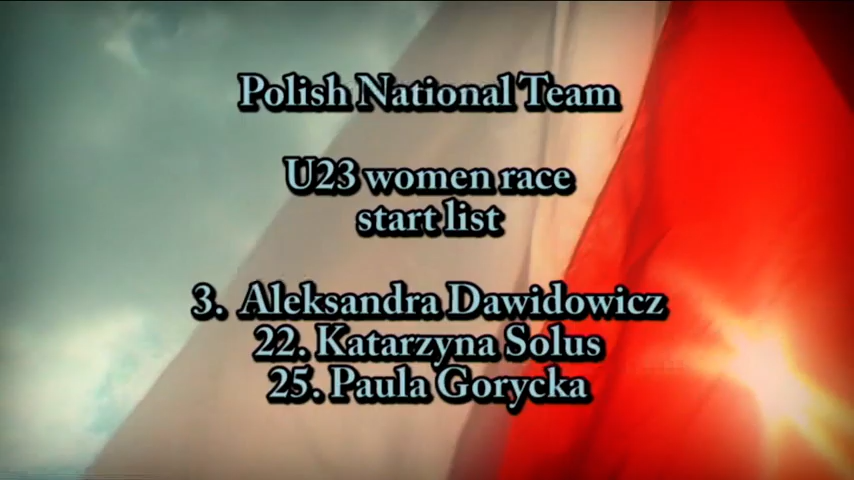 Polish National Team
U23 women race
start list
3. Aleksandra Dawidowicz
22. Katarzyna Solus
25. Paula Gorycka